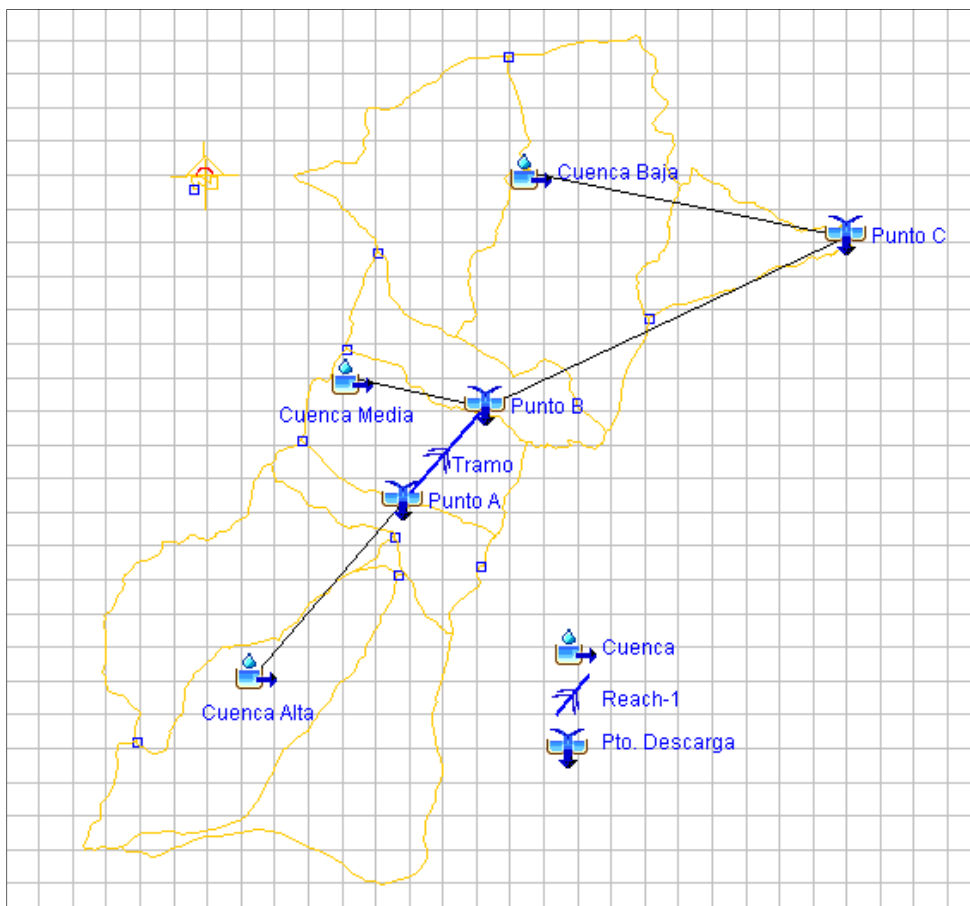 Cuenca Baja
Punto C
Cuenca Media
Punto B
Tramo
Punto A
Cuenca Alta
Cuenca
Reach-1
Pto. Descarga